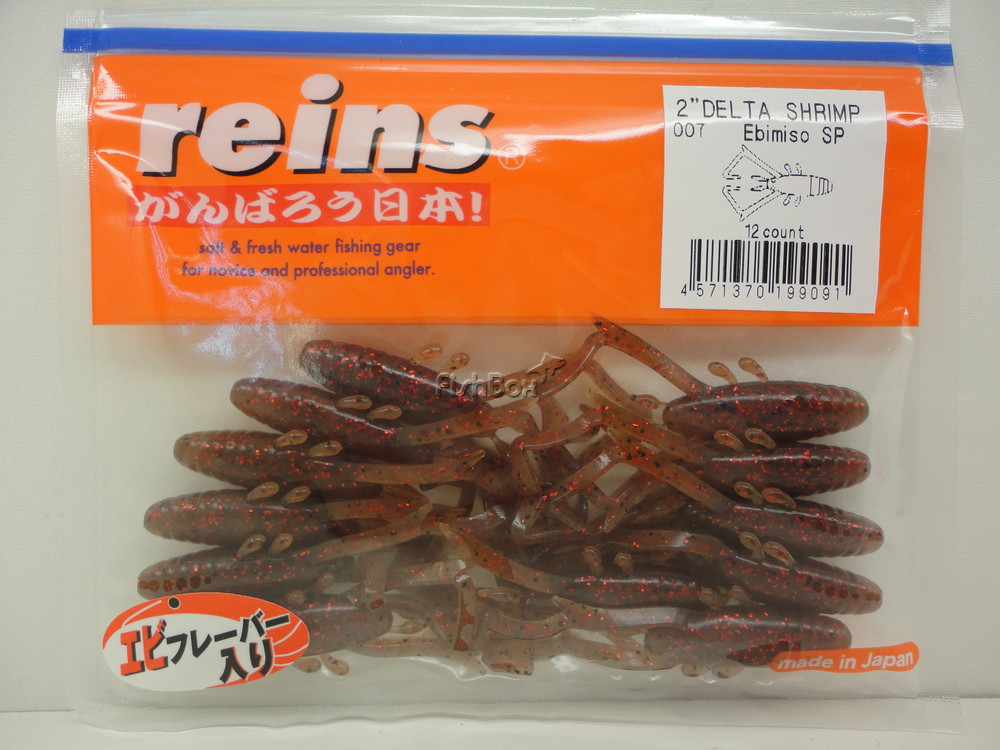 reins®
がんばろう日本!
salt & fresh water fishing gear
for novice and professional angler.
2"DELTA SHRIMP
007 Ebimiso SP
12 count
4 571370 199091
FishBox
エビフレーバー
入り
made in Japan